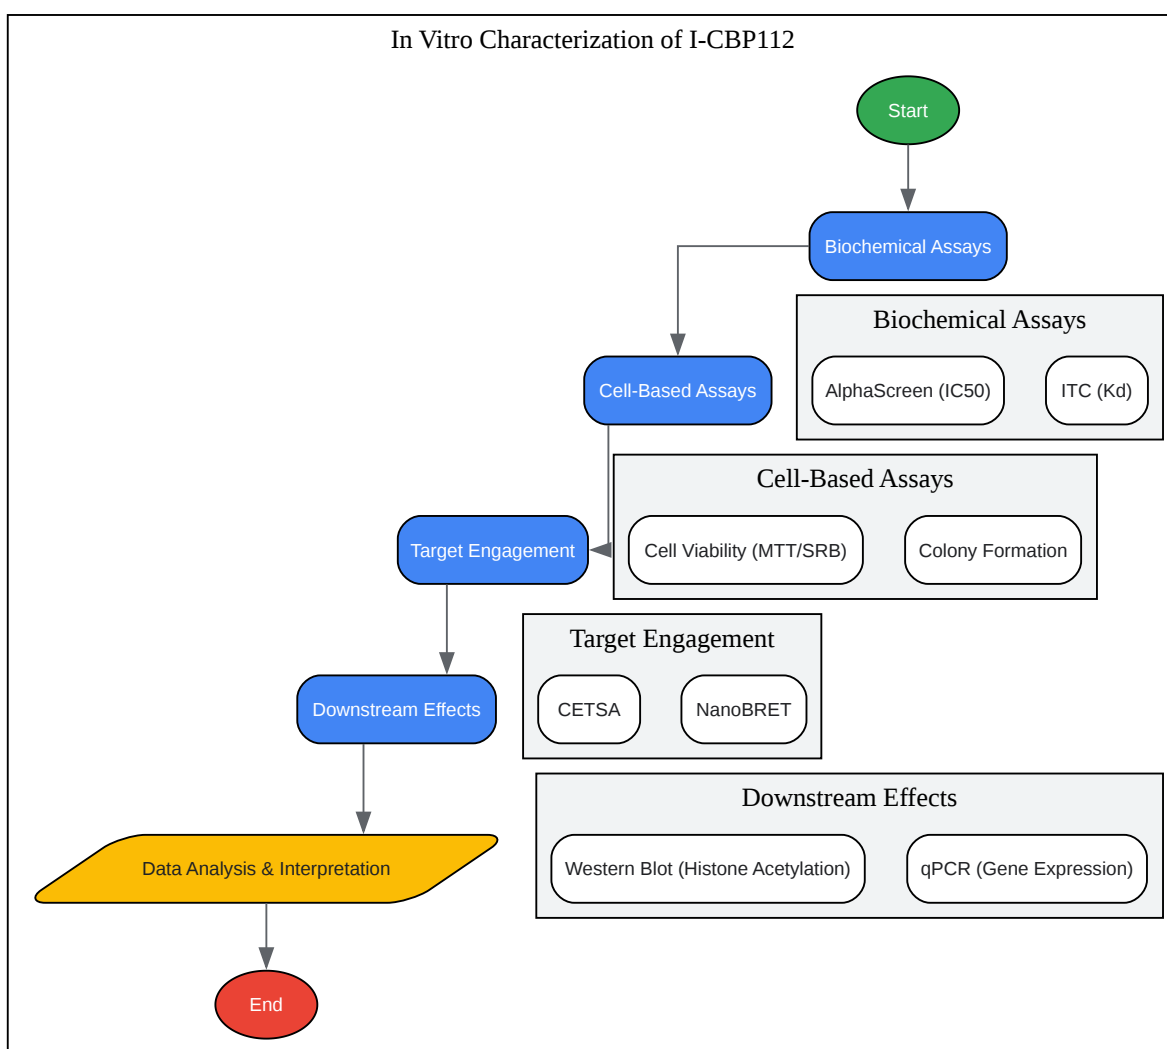 In Vitro Characterization of I-CBP112
Start
Biochemical Assays
Biochemical Assays
Cell-Based Assays
AlphaScreen (IC50)
ITC (Kd)
Cell-Based Assays
Target Engagement
Cell Viability (MTT/SRB)
Colony Formation
Target Engagement
Downstream Effects
CETSA
NanoBRET
Downstream Effects
Data Analysis & Interpretation
Western Blot (Histone Acetylation)
qPCR (Gene Expression)
End